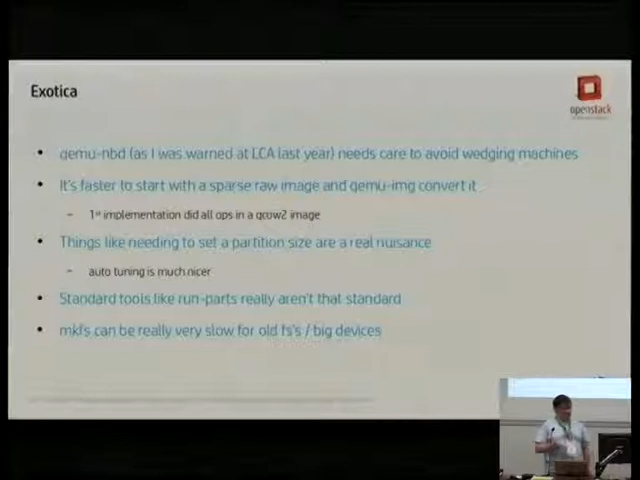 Exotica
openstack
• qemu-nbd (as I was warned at LCA last year) needs care to avoid wedging machines
• It's faster to start with a sparse raw image and qemu-img convert it
– 1st implementation did all ops in a qcow2 image
• Things like needing to set a partition size are a real nuisance
– auto tuning is much nicer
• Standard tools like run-parts really aren't that standard
• mkfs can be really very slow for old fs's / big devices